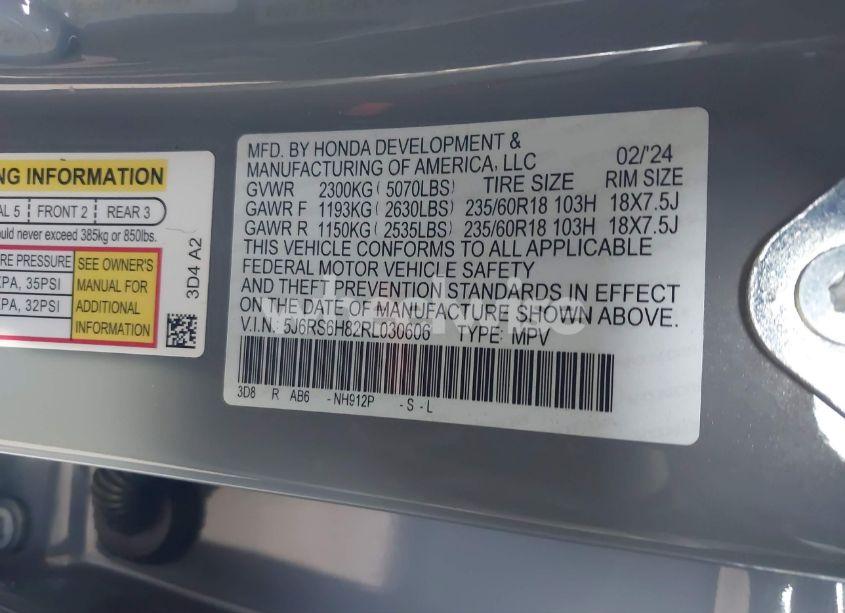 NG INFORMATION
AL 5 FRONT 2 REAR 3
ould never exceed 385kg or 850lbs.
RE PRESSURE
PA, 35PSI
KPA, 32PSI
SEE OWNER'S
MANUAL FOR
ADDITIONAL
INFORMATION
3D4 A2
MFD. BY HONDA DEVELOPMENT &
MANUFACTURING OF AMERICA, LLC 02/'24
GVWR 2300KG ( 5070LBS) TIRE SIZE RIM SIZE
GAWR F 1193KG ( 2630LBS) 235/60R18 103H 18X7.5J
GAWR R 1150KG ( 2535LBS) 235/60R18 103H 18X7.5J
THIS VEHICLE CONFORMS TO ALL APPLICABLE
FEDERAL MOTOR VEHICLE SAFETY
AND THEFT PREVENTION STANDARDS IN EFFECT
ON THE DATE OF MANUFACTURE SHOWN ABOVE.
V.I.N.: 5J6RS6H82RL030606 TYPE: MPV
3D8 R AB6 -NH912P - S - L